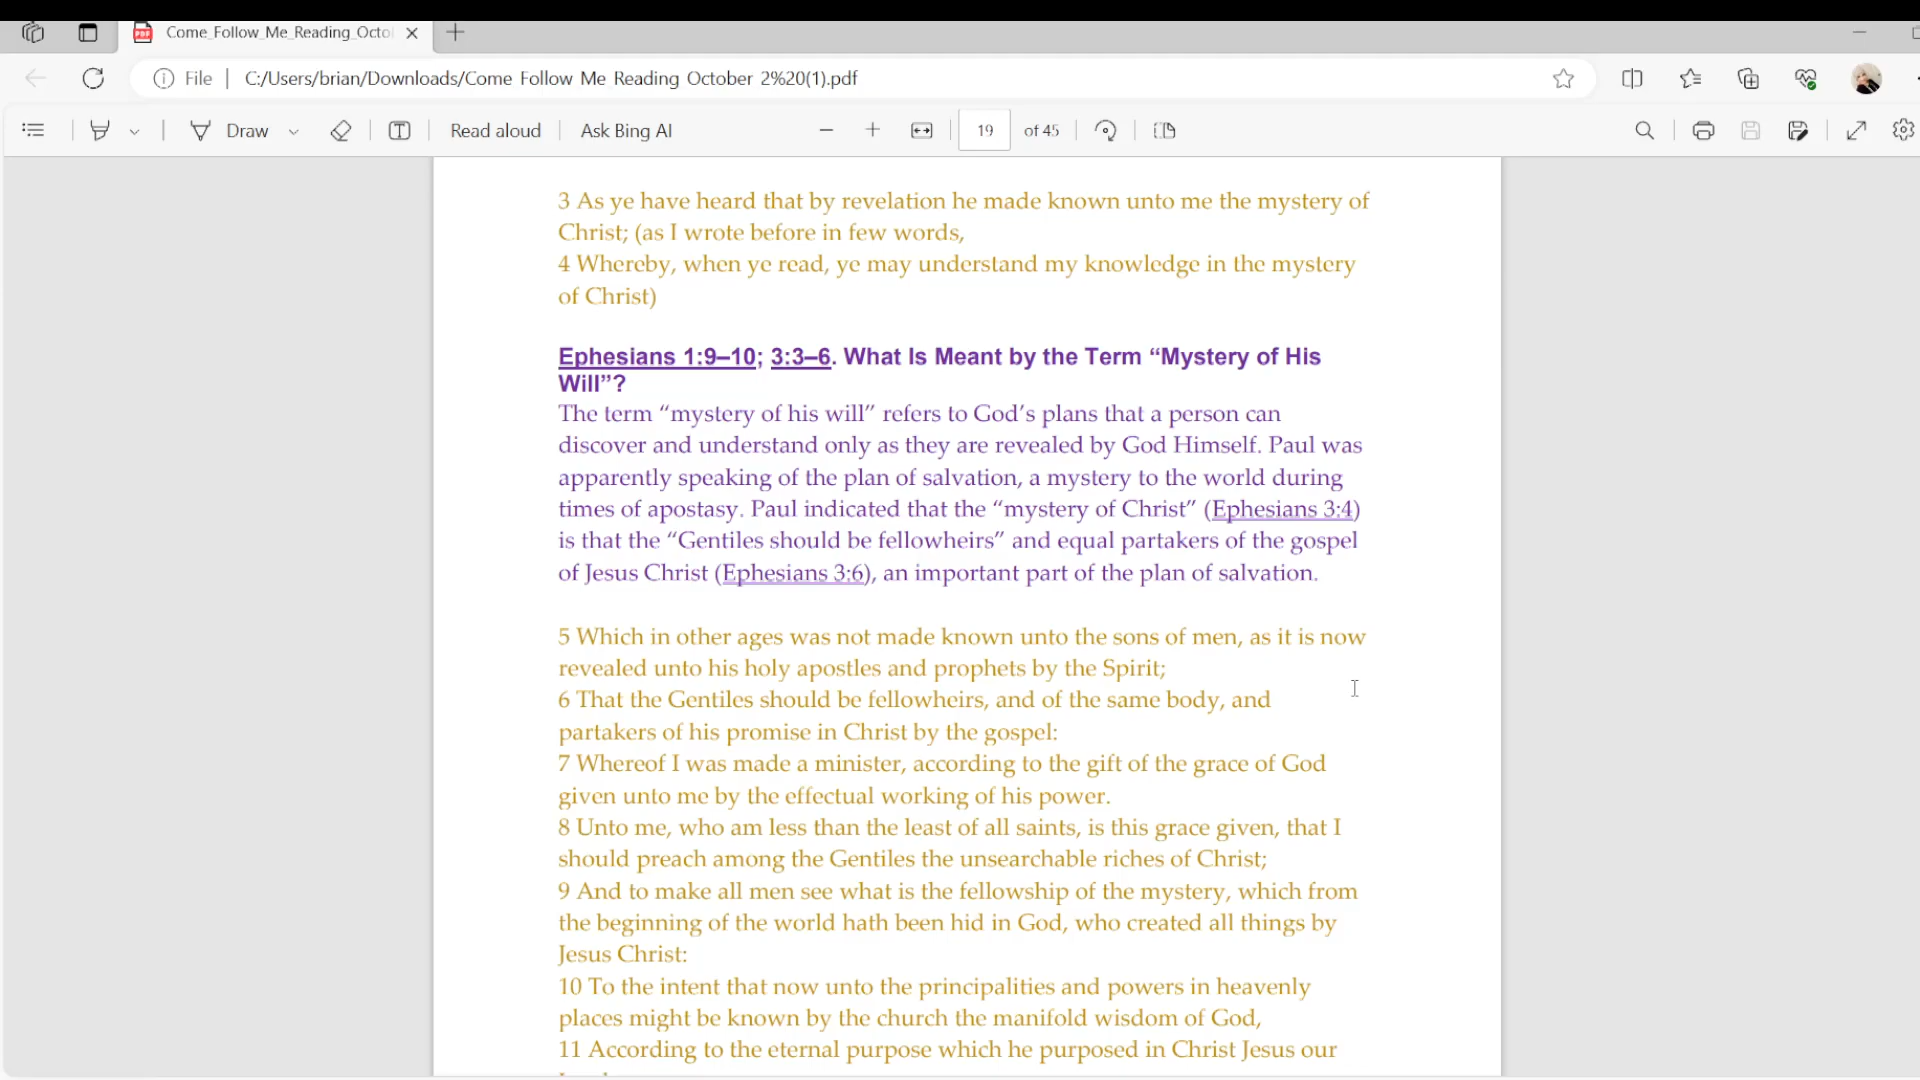 Come_Follow_Me_Reading_Octo
File
C:/Users/brian/Downloads/Come Follow Me Reading October 2%20(1).pdf
Draw
Read aloud
Ask Bing AI
19
of 45
3 As ye have heard that by revelation he made known unto me the mystery of
Christ; (as I wrote before in few words,
4 Whereby, when ye read, ye may understand my knowledge in the mystery
of Christ)
Ephesians 1:9–10; 3:3–6. What Is Meant by the Term “Mystery of His
Will”?
The term “mystery of his will” refers to God’s plans that a person can
discover and understand only as they are revealed by God Himself. Paul was
apparently speaking of the plan of salvation, a mystery to the world during
times of apostasy. Paul indicated that the “mystery of Christ” (Ephesians 3:4)
is that the “Gentiles should be fellowheirs” and equal partakers of the gospel
of Jesus Christ (Ephesians 3:6), an important part of the plan of salvation.
5 Which in other ages was not made known unto the sons of men, as it is now
revealed unto his holy apostles and prophets by the Spirit;
6 That the Gentiles should be fellowheirs, and of the same body, and
partakers of his promise in Christ by the gospel:
7 Whereof I was made a minister, according to the gift of the grace of God
given unto me by the effectual working of his power.
8 Unto me, who am less than the least of all saints, is this grace given, that I
should preach among the Gentiles the unsearchable riches of Christ;
9 And to make all men see what is the fellowship of the mystery, which from
the beginning of the world hath been hid in God, who created all things by
Jesus Christ:
10 To the intent that now unto the principalities and powers in heavenly
places might be known by the church the manifold wisdom of God,
11 According to the eternal purpose which he purposed in Christ Jesus our